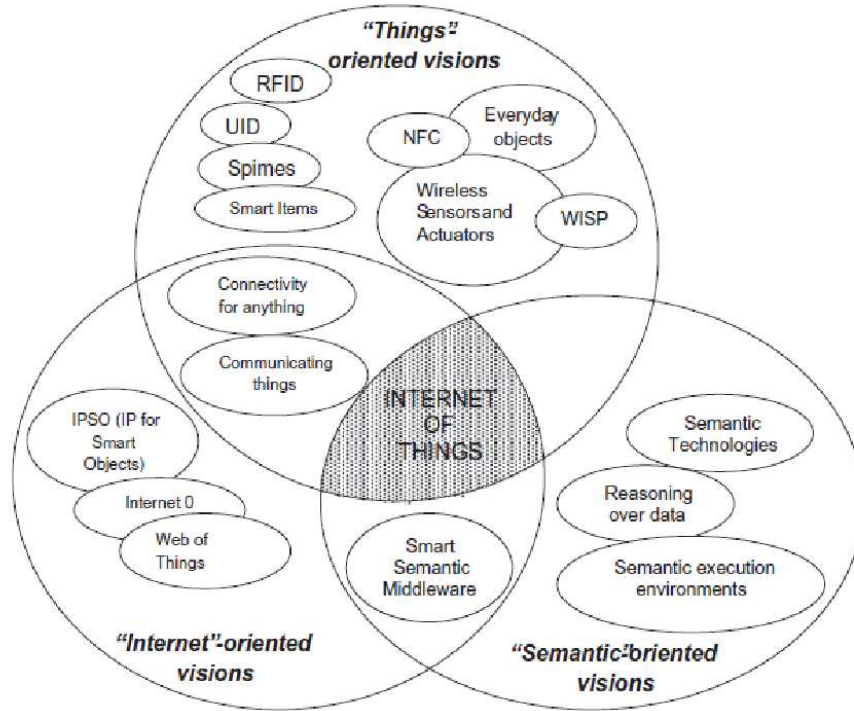 “Things”-
oriented visions
RFID
UID
Spimes
Smart Items
NFC
Everyday
objects
Wireless
Sensors and
Actuators
WISP
Connectivity
for anything
Communicating
things
INTERNET
OF
THINGS
IPSO (IP for
Smart
Objects)
Internet 0
Web of
Things
Semantic
Technologies
Reasoning
over data
Semantic execution
environments
Smart
Semantic
Middleware
“Internet”-oriented
visions
“Semantic”-oriented
visions